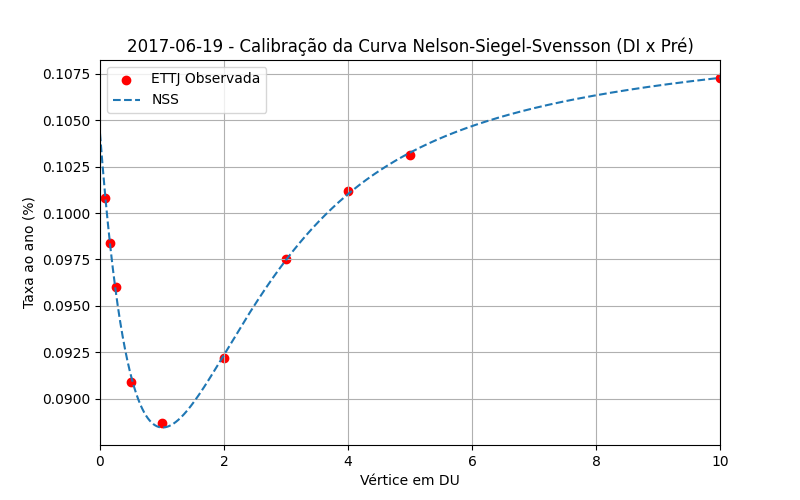 2017-06-19 - Calibração da Curva Nelson-Siegel-Svensson (DI x Pré)
ETTJ Observada
NSS
Taxa ao ano (%)
0.1075
0.1050
0.1025
0.1000
0.0975
0.0950
0.0925
0.0900
0 2 4 6 8 10
Vértice em DU